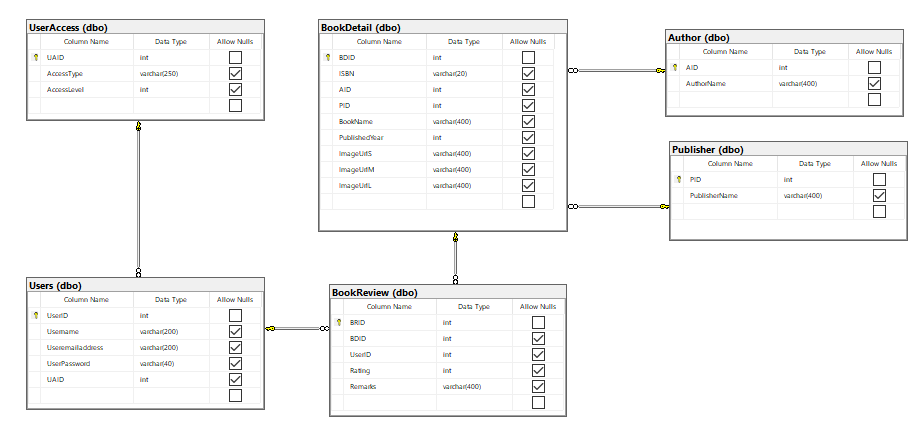 UserAccess (dbo)
Column Name Data Type Allow Nulls
UAID int
AccessType varchar(250)
AccessLevel int
BookDetail (dbo)
Column Name Data Type Allow Nulls
BDID int
ISBN varchar(20)
AID int
PID int
BookName varchar(400)
PublishedYear int
ImageUrlS varchar(400)
ImageUrlM varchar(400)
ImageUrlL varchar(400)
Author (dbo)
Column Name Data Type Allow Nulls
AID int
AuthorName varchar(400)
Publisher (dbo)
Column Name Data Type Allow Nulls
PID int
PublisherName varchar(400)
Users (dbo)
Column Name Data Type Allow Nulls
UserID int
Username varchar(200)
Useremailaddress varchar(200)
UserPassword varchar(40)
UAID int
BookReview (dbo)
Column Name Data Type Allow Nulls
BRID int
BDID int
UserID int
Rating int
Remarks varchar(400)